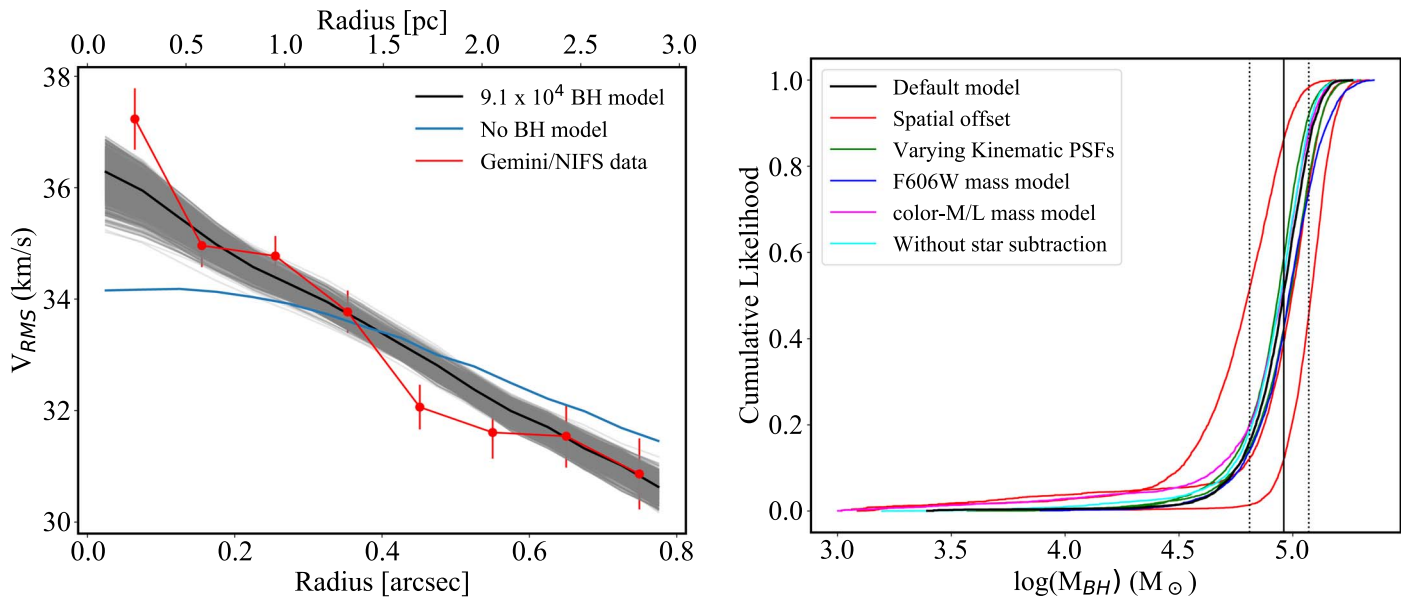 Radius [pc]
0.0 0.5 1.0 1.5 2.0 2.5 3.0
38
36
34
32
30
V_RMS (km/s)
9.1 x 10^4 BH model
No BH model
Gemini/NIFS data
0.0 0.2 0.4 0.6 0.8
Radius [arcsec]
1.0
0.8
0.6
0.4
0.2
0.0
Cumulative Likelihood
Default model
Spatial offset
Varying Kinematic PSFs
F606W mass model
color-M/L mass model
Without star subtraction
3.0 3.5 4.0 4.5 5.0
log(M_BH) (M_⊙)